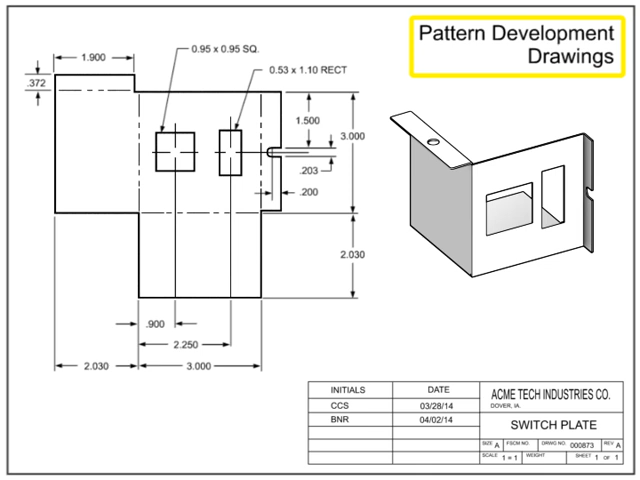 Pattern Development
Drawings
0.95 x 0.95 SQ.
1.900
0.53 x 1.10 RECT
.372
1.500
3.000
.203
.200
2.030
.900
2.250
2.030
3.000
INITIALS
DATE
CCS
03/28/14
BNR
04/02/14
ACME TECH INDUSTRIES CO.
DOVER, IA.
SWITCH PLATE
SIZE A
FSCM NO.
DRWG NO. 000873
REV A
SCALE 1 = 1
WEIGHT
SHEET 1 OF 1